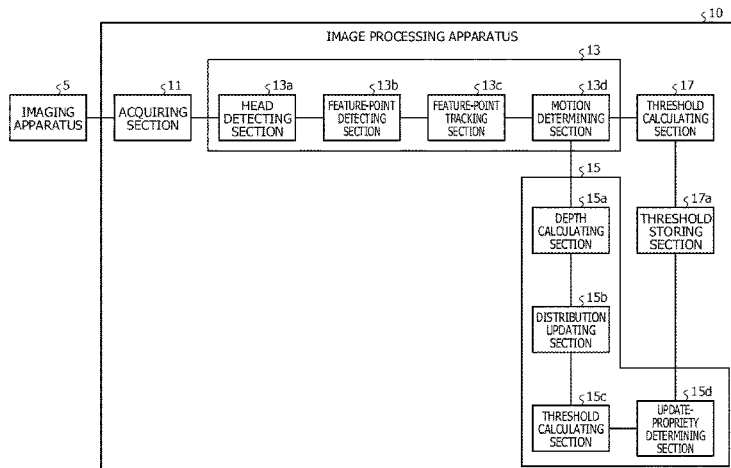 10
IMAGE PROCESSING APPARATUS
13
5
11
13a
13b
13c
13d
17
IMAGING
APPARATUS
ACQUIRING
SECTION
HEAD
DETECTING
SECTION
FEATURE-POINT
DETECTING
SECTION
FEATURE-POINT
TRACKING
SECTION
MOTION
DETERMINING
SECTION
THRESHOLD
CALCULATING
SECTION
15
15a
17a
DEPTH
CALCULATING
SECTION
THRESHOLD
STORING
SECTION
15b
DISTRIBUTION
UPDATING
SECTION
15c
15d
THRESHOLD
CALCULATING
SECTION
UPDATE-
PROPRIETY
DETERMINING
SECTION